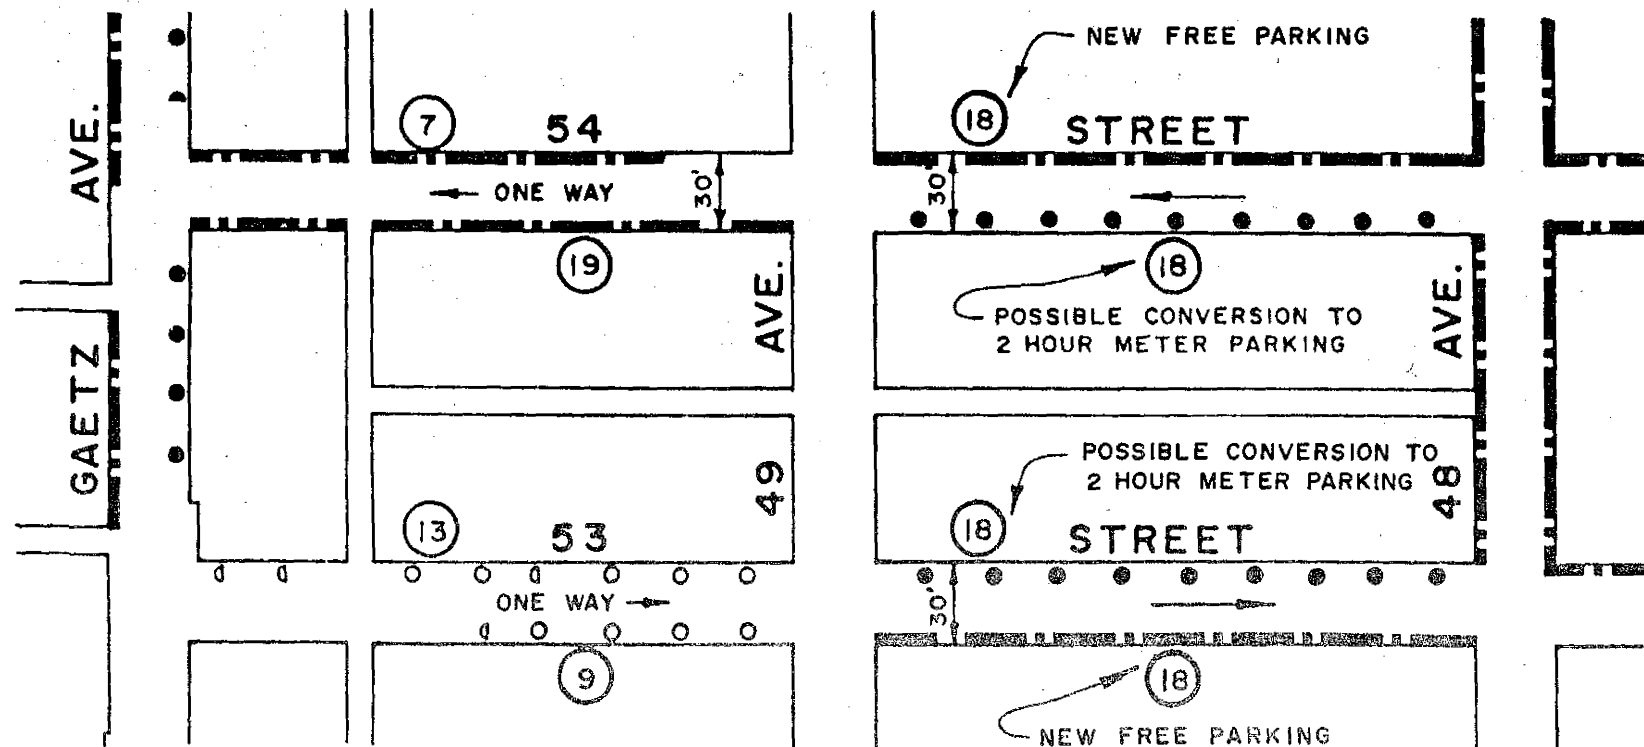 NEW FREE PARKING
7
54
18
STREET
AVE.
ONE WAY
30'
30'
19
18
AVE.
AVE.
POSSIBLE CONVERSION TO
2 HOUR METER PARKING
GAETZ
POSSIBLE CONVERSION TO
2 HOUR METER PARKING
49
48
13
53
18
STREET
ONE WAY
30'
9
18
NEW FREE PARKING